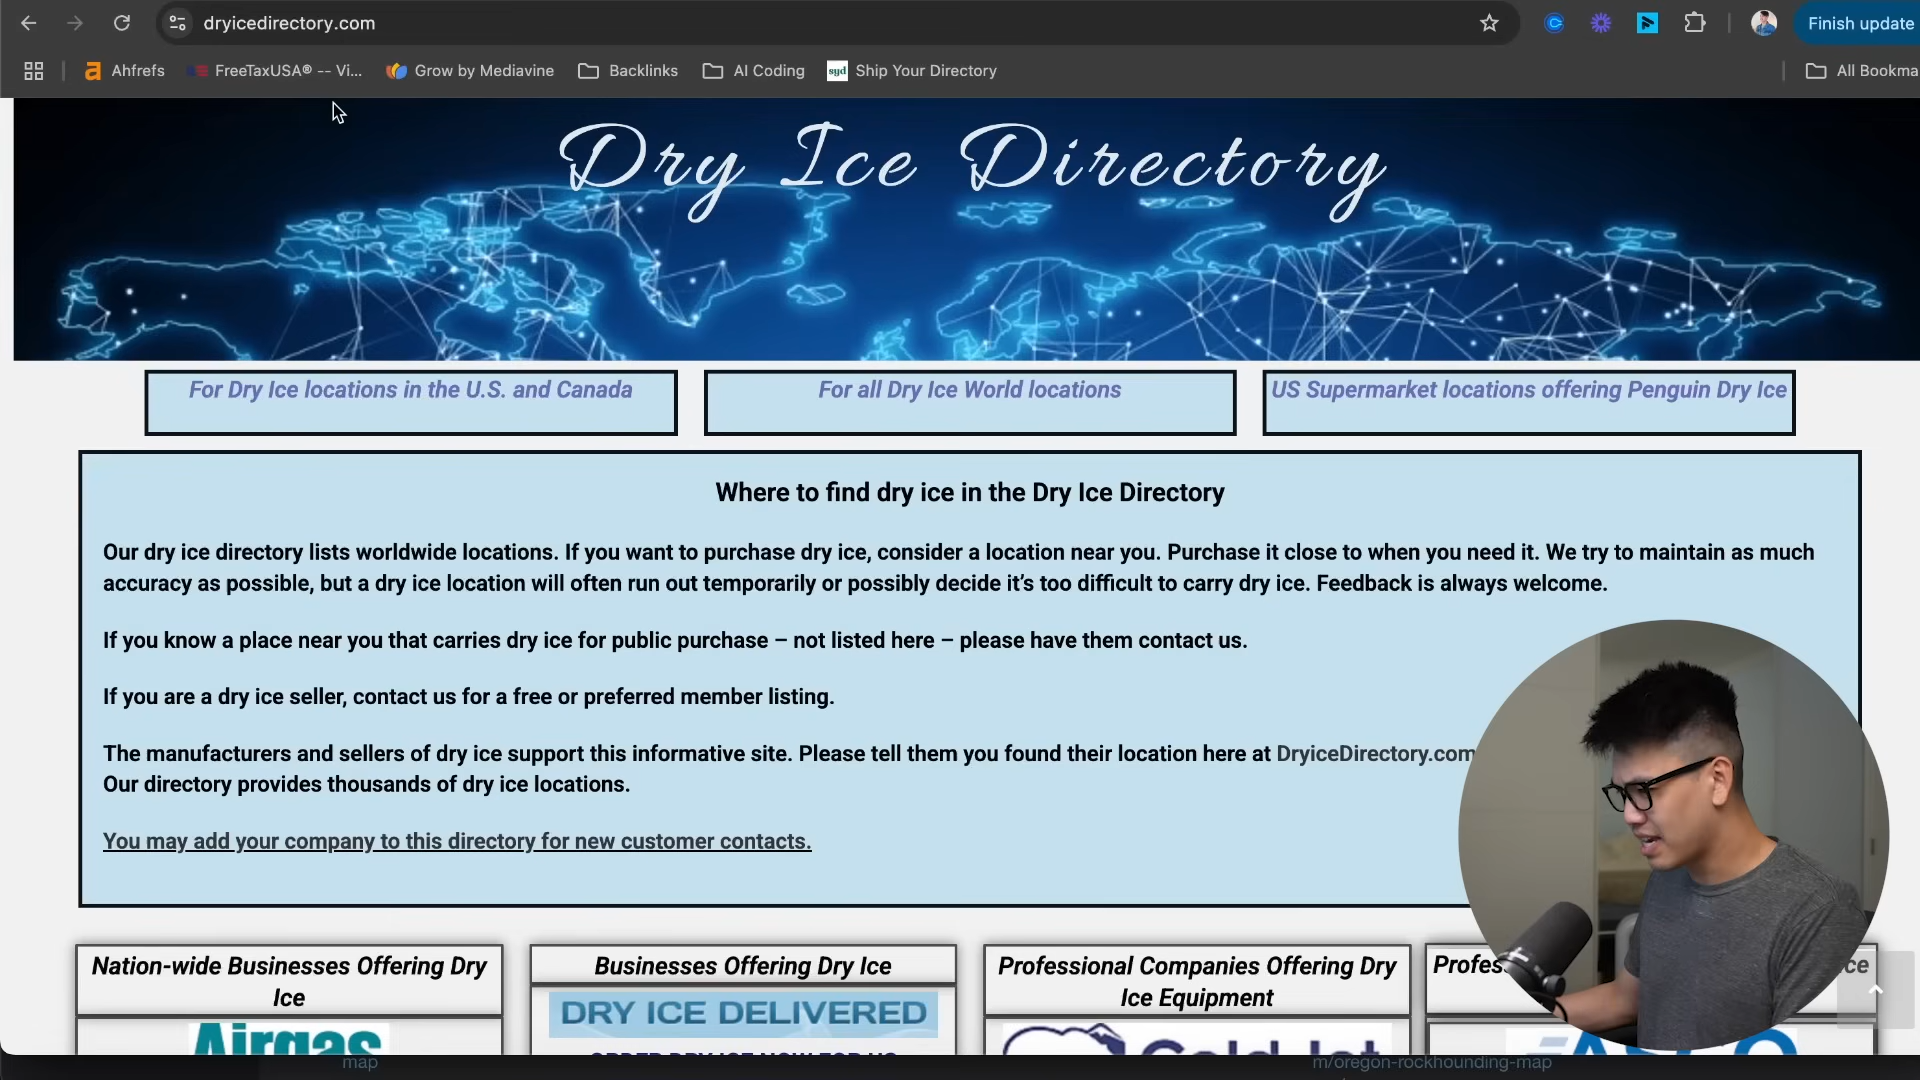 dryicedirectory.com
Finish update
Ahfrefs
FreeTaxUSA® -- Vi...
Grow by Mediavine
Backlinks
AI Coding
syd
Ship Your Directory
All Bookma
Dry Ice Directory
For Dry Ice locations in the U.S. and Canada
For all Dry Ice World locations
US Supermarket locations offering Penguin Dry Ice
Where to find dry ice in the Dry Ice Directory
Our dry ice directory lists worldwide locations. If you want to purchase dry ice, consider a location near you. Purchase it close to when you need it. We try to maintain as much
accuracy as possible, but a dry ice location will often run out temporarily or possibly decide it's too difficult to carry dry ice. Feedback is always welcome.
If you know a place near you that carries dry ice for public purchase – not listed here – please have them contact us.
If you are a dry ice seller, contact us for a free or preferred member listing.
The manufacturers and sellers of dry ice support this informative site. Please tell them you found their location here at DryiceDirectory.com
Our directory provides thousands of dry ice locations.
You may add your company to this directory for new customer contacts.
Nation-wide Businesses Offering Dry
Ice
Businesses Offering Dry Ice
Professional Companies Offering Dry
Ice Equipment
Airgas
DRY ICE DELIVERED
ORDER DRY ICE NOW FOR US
map
m/oregon-rockhounding-map